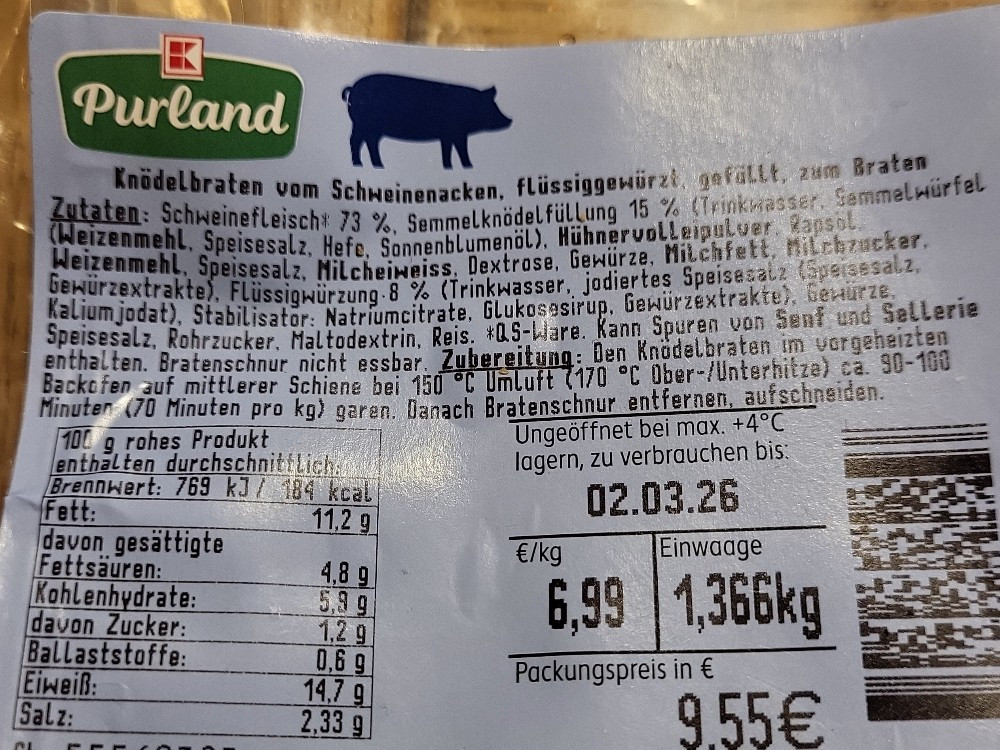 Purland
Knödelbraten vom Schweinenacken, flüssiggewürzt, gefüllt, zum Braten
Zutaten: Schweinefleisch* 73 %, Semmelknödelfüllung 15 % (Trinkwasser, Semmelwürfel
(Weizenmehl, Speisesalz, Hefe, Sonnenblumenöl), Hühnervolleipulver, Rapsöl,
Weizenmehl, Speisesalz, Milcheiweiss, Dextrose, Gewürze, Milchfett, Milchzucker,
Gewürzextrakte), Flüssigwürzung 8 % (Trinkwasser, jodiertes Speisesalz (Speisesalz,
Kaliumjodat), Stabilisator: Natriumcitrate, Glukosesirup, Gewürzextrakte), Gewürze,
Speisesalz, Rohrzucker, Maltodextrin, Reis. *QS-Ware. Kann Spuren von Senf und Sellerie
enthalten. Bratenschnur nicht essbar. Zubereitung: Den Knödelbraten im vorgeheizten
Backofen auf mittlerer Schiene bei 150 °C Umluft (170 °C Ober-/Unterhitze) ca. 90-100
Minuten (70 Minuten pro kg) garen. Danach Bratenschnur entfernen, aufschneiden.
100 g rohes Produkt
enthalten durchschnittlich:
Brennwert: 769 kJ/ 184 kcal
Fett: 11,2 g
davon gesättigte
Fettsäuren: 4,8 g
Kohlenhydrate: 5,9 g
davon Zucker: 1,2 g
Ballaststoffe: 0,6 g
Eiweiß: 14,7 g
Salz: 2,33 g
Ungeöffnet bei max. +4°C
lagern, zu verbrauchen bis:
02.03.26
€/kg Einwaage
6,99 1,366kg
Packungspreis in €
9,55€